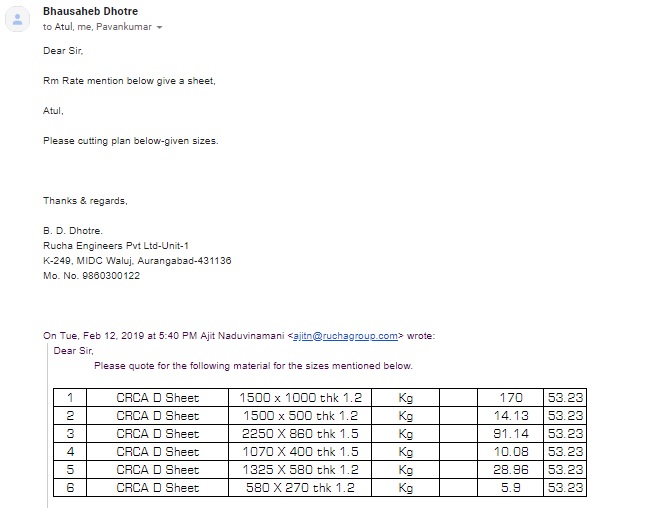 Bhausaheb Dhotre
to Atul, me, Pavankumar
Dear Sir,
Rm Rate mention below give a sheet,
Atul,
Please cutting plan below-given sizes.
Thanks & regards,
B. D. Dhotre.
Rucha Engineers Pvt Ltd-Unit-1
K-249, MIDC Waluj, Aurangabad-431136
Mo. No. 9860300122
On Tue, Feb 12, 2019 at 5:40 PM Ajit Naduvinamani <ajitn@ruchagroup.com> wrote:
Dear Sir,
Please quote for the following material for the sizes mentioned below.
1 CRCA D Sheet 1500 x 1000 thk 1.2 Kg 170 53.23
2 CRCA D Sheet 1500 x 500 thk 1.2 Kg 14.13 53.23
3 CRCA D Sheet 2250 X 860 thk 1.5 Kg 91.14 53.23
4 CRCA D Sheet 1070 X 400 thk 1.5 Kg 10.08 53.23
5 CRCA D Sheet 1325 X 580 thk 1.2 Kg 28.96 53.23
6 CRCA D Sheet 580 X 270 thk 1.2 Kg 5.9 53.23